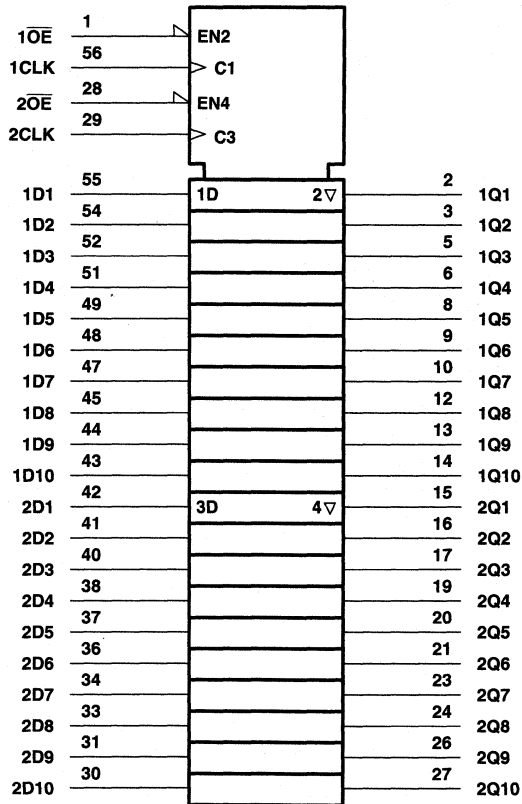 1O̅E̅ 1 EN2
1CLK 56 C1
2O̅E̅ 28 EN4
2CLK 29 C3
1D1 55 1D 2▽ 2 1Q1
1D2 54 3 1Q2
1D3 52 5 1Q3
1D4 51 6 1Q4
1D5 49 8 1Q5
1D6 48 9 1Q6
1D7 47 10 1Q7
1D8 45 12 1Q8
1D9 44 13 1Q9
1D10 43 14 1Q10
2D1 42 3D 4▽ 15 2Q1
2D2 41 16 2Q2
2D3 40 17 2Q3
2D4 38 19 2Q4
2D5 37 20 2Q5
2D6 36 21 2Q6
2D7 34 23 2Q7
2D8 33 24 2Q8
2D9 31 26 2Q9
2D10 30 27 2Q10